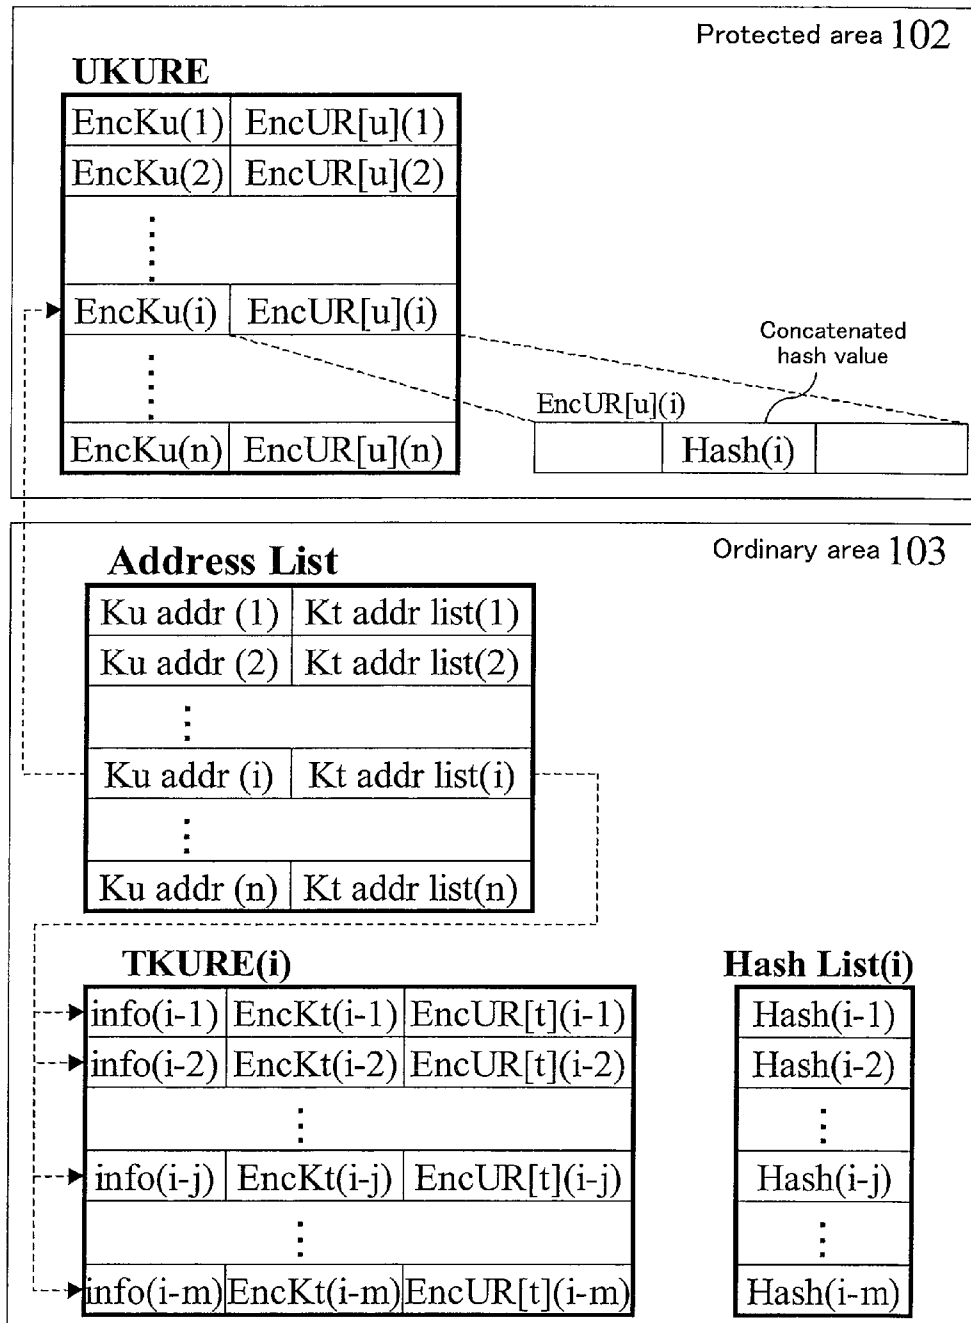 Protected area 102
UKURE
EncKu(1) EncUR[u](1)
EncKu(2) EncUR[u](2)
EncKu(i) EncUR[u](i)
EncKu(n) EncUR[u](n)
Concatenated
hash value
EncUR[u](i)
Hash(i)
Ordinary area 103
Address List
Ku addr (1) Kt addr list(1)
Ku addr (2) Kt addr list(2)
Ku addr (i) Kt addr list(i)
Ku addr (n) Kt addr list(n)
TKURE(i)
info(i-1) EncKt(i-1) EncUR[t](i-1)
info(i-2) EncKt(i-2) EncUR[t](i-2)
info(i-j) EncKt(i-j) EncUR[t](i-j)
info(i-m) EncKt(i-m) EncUR[t](i-m)
Hash List(i)
Hash(i-1)
Hash(i-2)
Hash(i-j)
Hash(i-m)